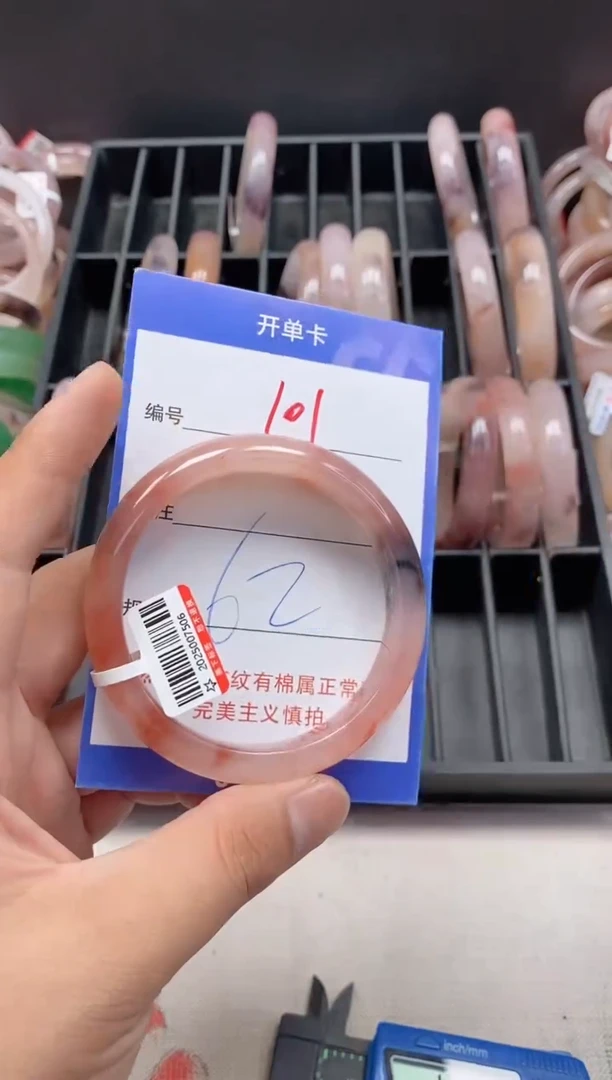 开单卡
编号 101
62
2025007506
纹有棉属正常
完美主义慎拍
inch/mm